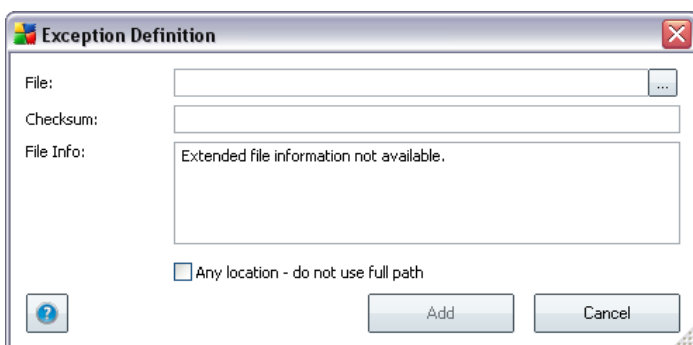 Exception Definition
File:
...
Checksum:
File Info:
Extended file information not available.
Any location - do not use full path
?
Add
Cancel